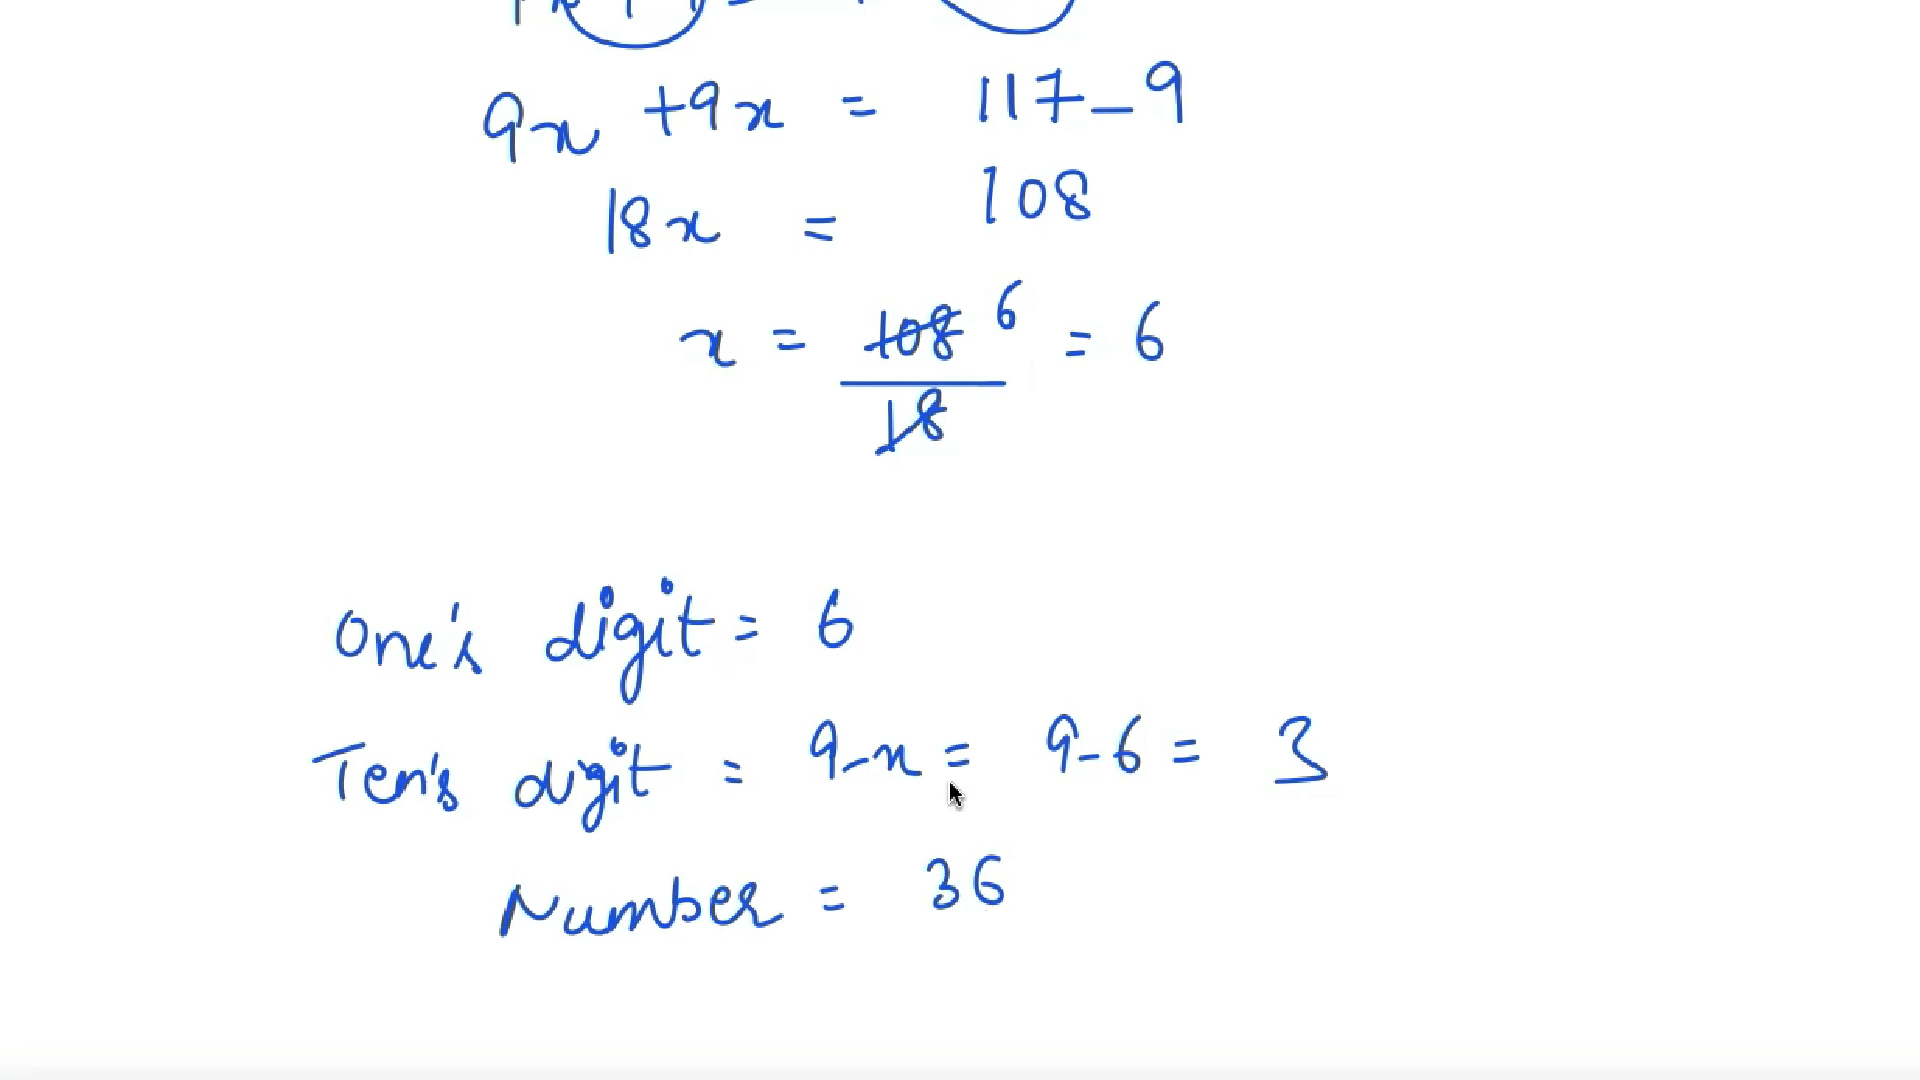 9x + 9x = 117 - 9
18x = 108
x = 108/18 6 = 6
One's digit = 6
Ten's digit = 9-x = 9-6 = 3
Number = 36